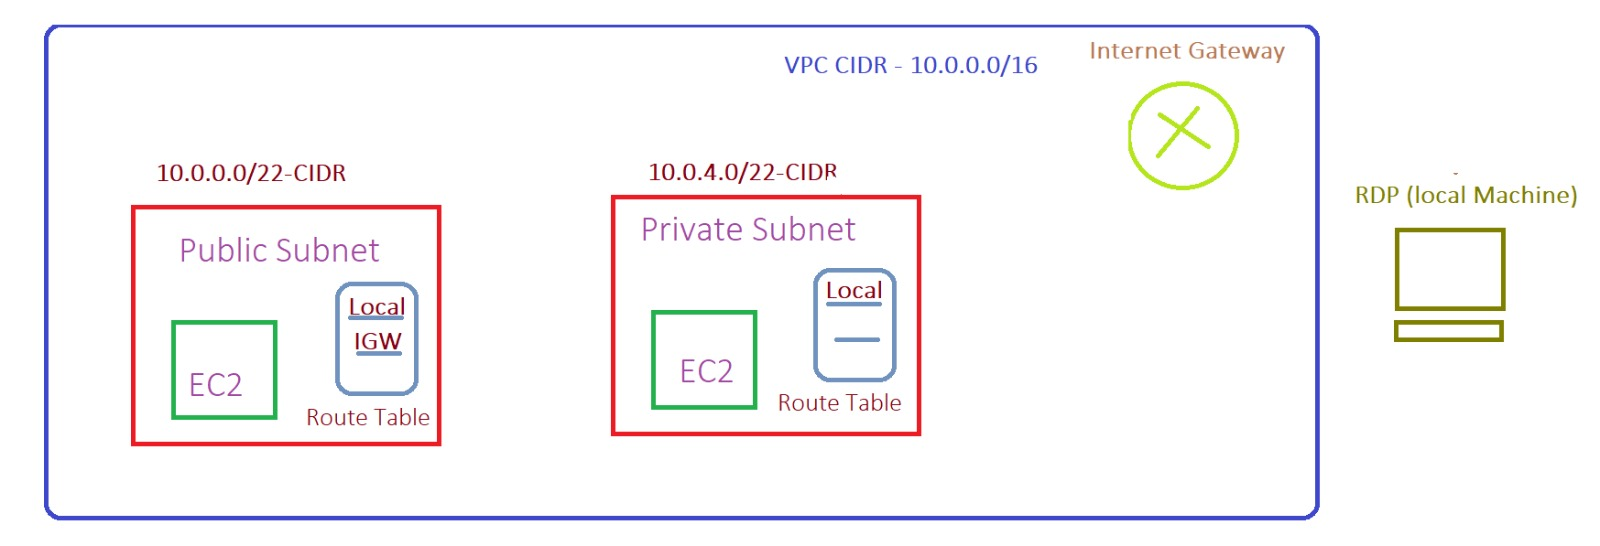 Internet Gateway
VPC CIDR - 10.0.0.0/16
10.0.0.0/22-CIDR
10.0.4.0/22-CIDR
RDP (local Machine)
Public Subnet
Private Subnet
Local
IGW
EC2
Route Table
Local
EC2
Route Table